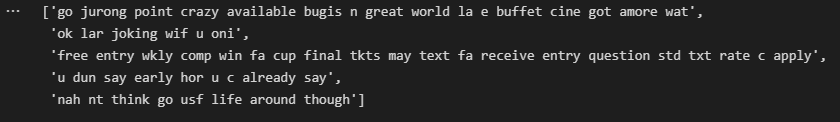 ... ['go jurong point crazy available bugis n great world la e buffet cine got amore wat',
'ok lar joking wif u oni',
'free entry wkly comp win fa cup final tkts may text fa receive entry question std txt rate c apply',
'u dun say early hor u c already say',
'nah nt think go usf life around though']